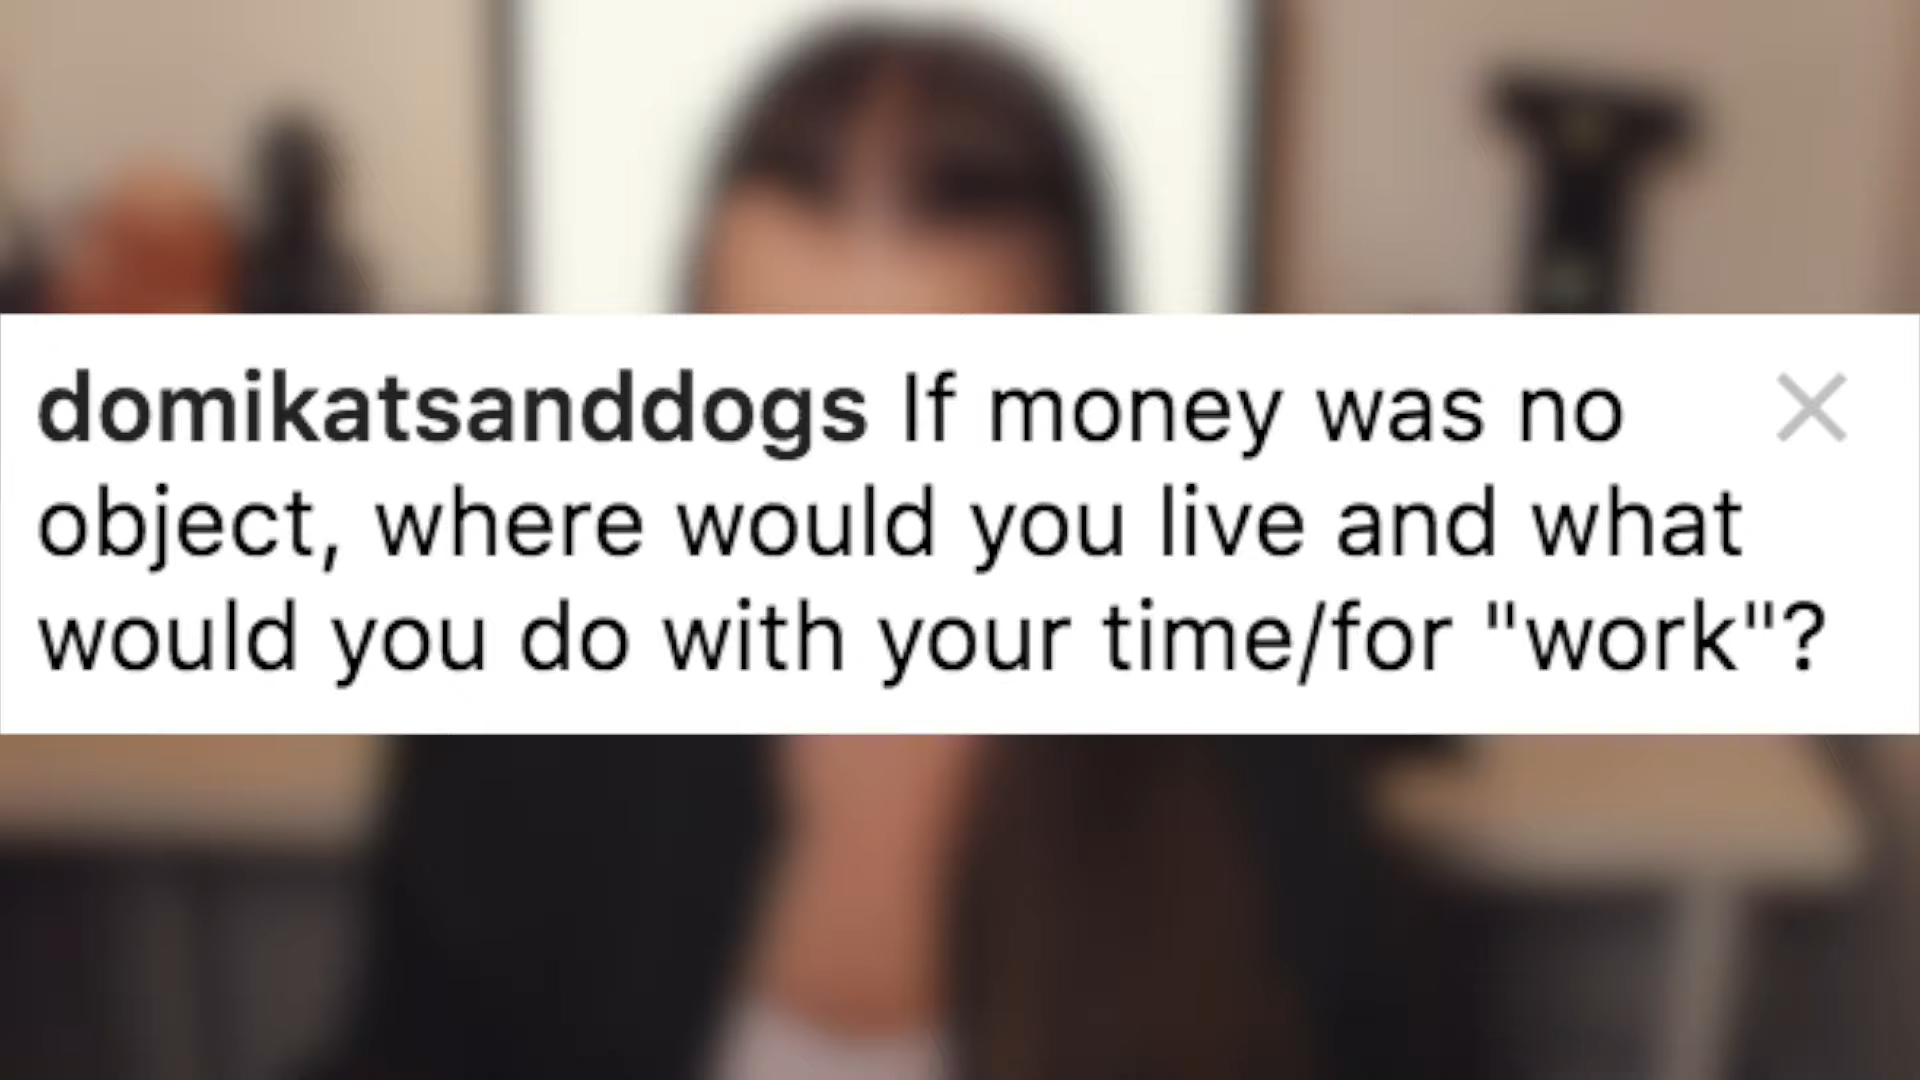 domikatsanddogs If money was no
object, where would you live and what
would you do with your time/for "work"?